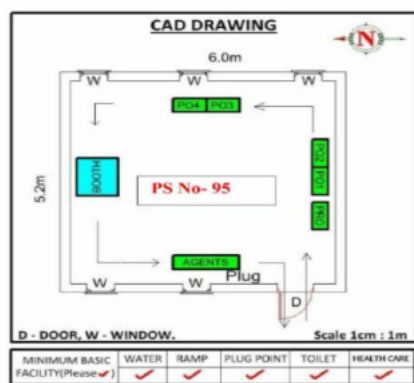 CAD DRAWING
N
6.0m
W W W
PO4 PO3
5.2m
BOOTH
PS No- 95
PO2
PO1
PRO
AGENTS
Plug
W W
D
D - DOOR, W - WINDOW.
Scale 1cm : 1m
MINIMUM BASIC FACILITY(Please✓) WATER RAMP PLUG POINT TOILET HEALTH CARE
✓ ✓ ✓ ✓ ✓